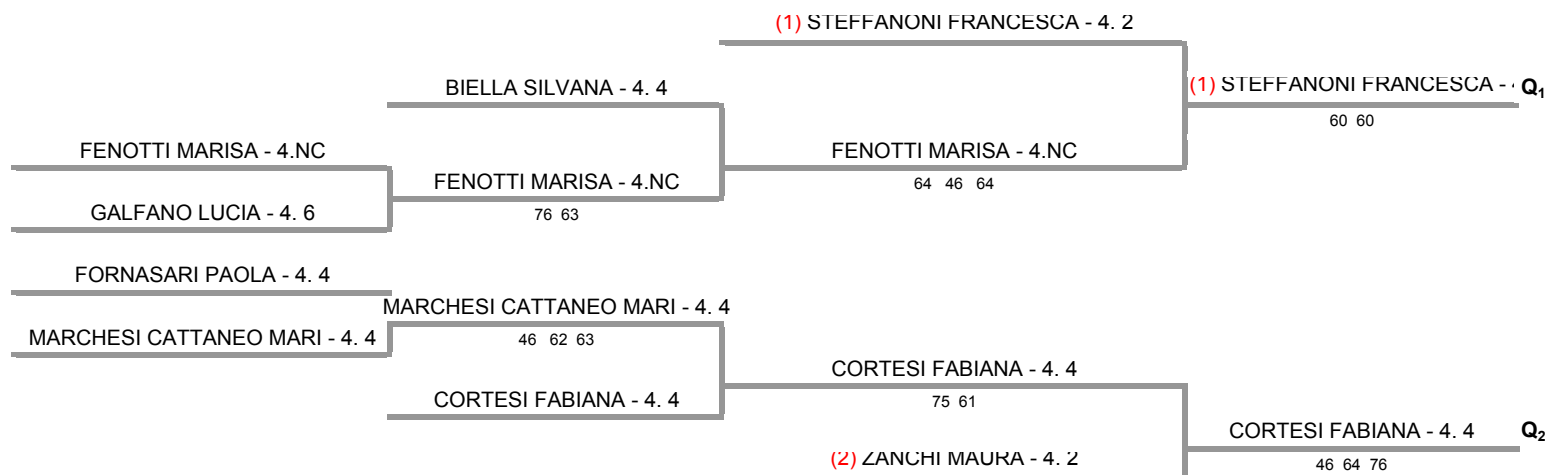 (1) STEFFANONI FRANCESCA - 4. 2
BIELLA SILVANA - 4. 4
(1) STEFFANONI FRANCESCA - Q1
60 60
FENOTTI MARISA - 4.NC
FENOTTI MARISA - 4.NC
FENOTTI MARISA - 4.NC
64 46 64
GALFANO LUCIA - 4. 6
76 63
FORNASARI PAOLA - 4. 4
MARCHESI CATTANEO MARI - 4. 4
MARCHESI CATTANEO MARI - 4. 4
46 62 63
CORTESI FABIANA - 4. 4
CORTESI FABIANA - 4. 4
75 61
CORTESI FABIANA - 4. 4 Q2
(2) ZANCHI MAURA - 4. 2
46 64 76